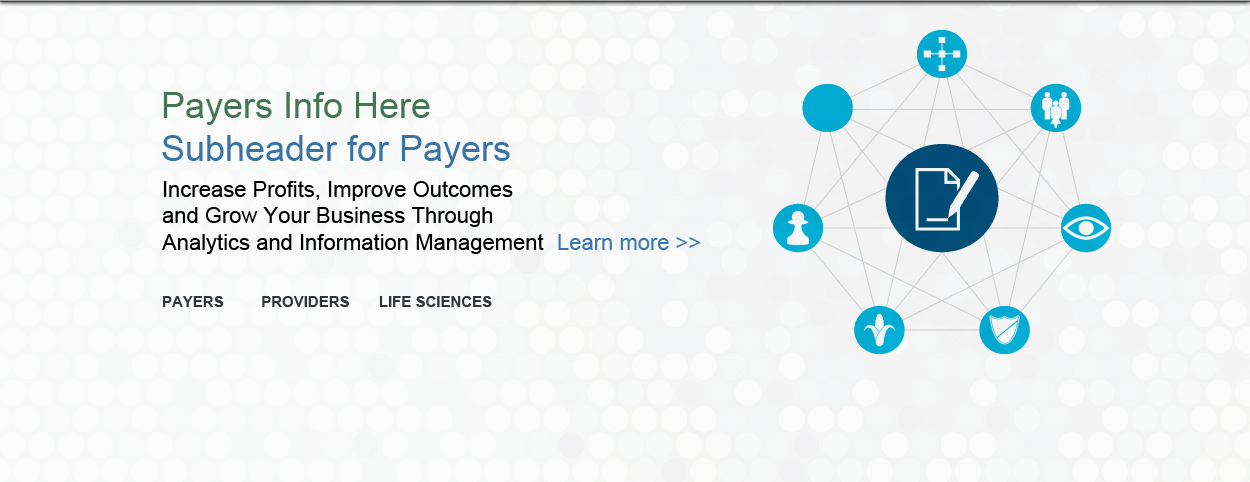 Payers Info Here
Subheader for Payers
Increase Profits, Improve Outcomes
and Grow Your Business Through
Analytics and Information Management Learn more >>
PAYERS PROVIDERS LIFE SCIENCES